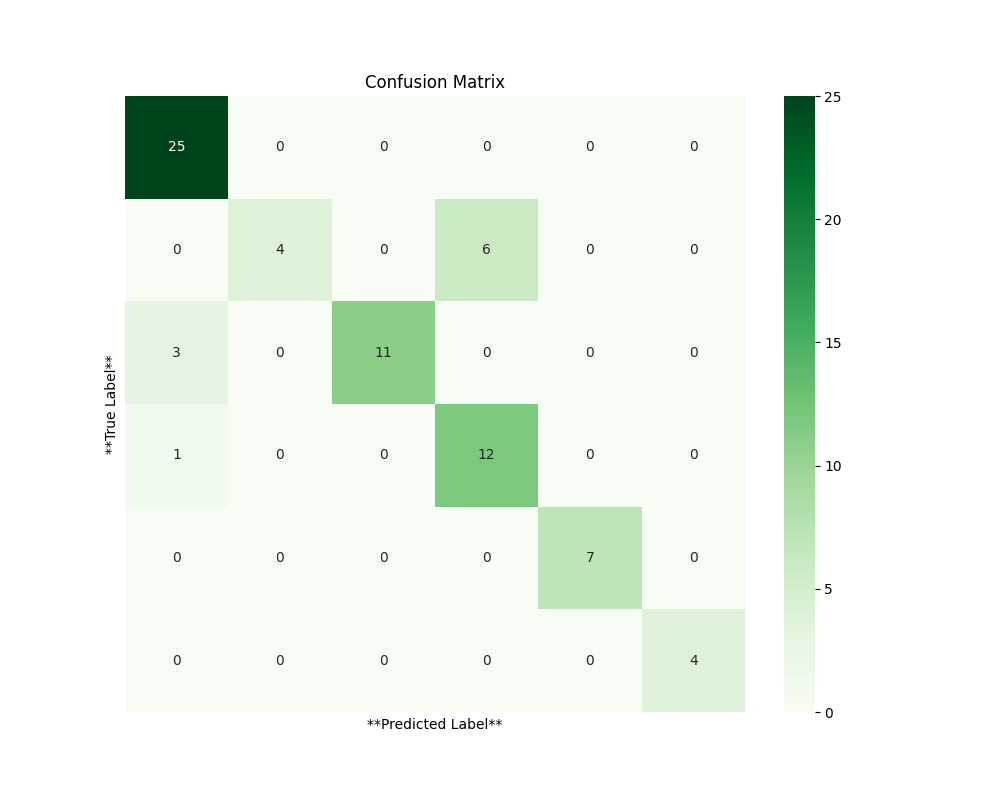 Confusion Matrix
25 0 0 0 0 0
0 4 0 6 0 0
3 0 11 0 0 0
1 0 0 12 0 0
0 0 0 0 7 0
0 0 0 0 0 4
**True Label**
**Predicted Label**
25
20
15
10
5
0